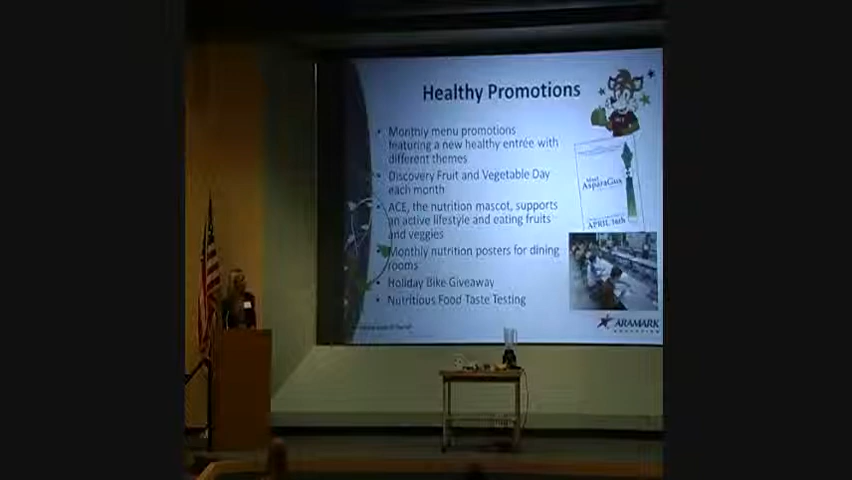 Healthy Promotions
• Monthly menu promotions
featuring a new healthy entrée with
different themes
• Discovery Fruit and Vegetable Day
each month
• ACE, the nutrition mascot, supports
an active lifestyle and eating fruits
and veggies
• Monthly nutrition posters for dining
rooms
• Holiday Bike Giveaway
• Nutritious Food Taste Testing
AsparaGus
APRIL 16th
ARAMARK